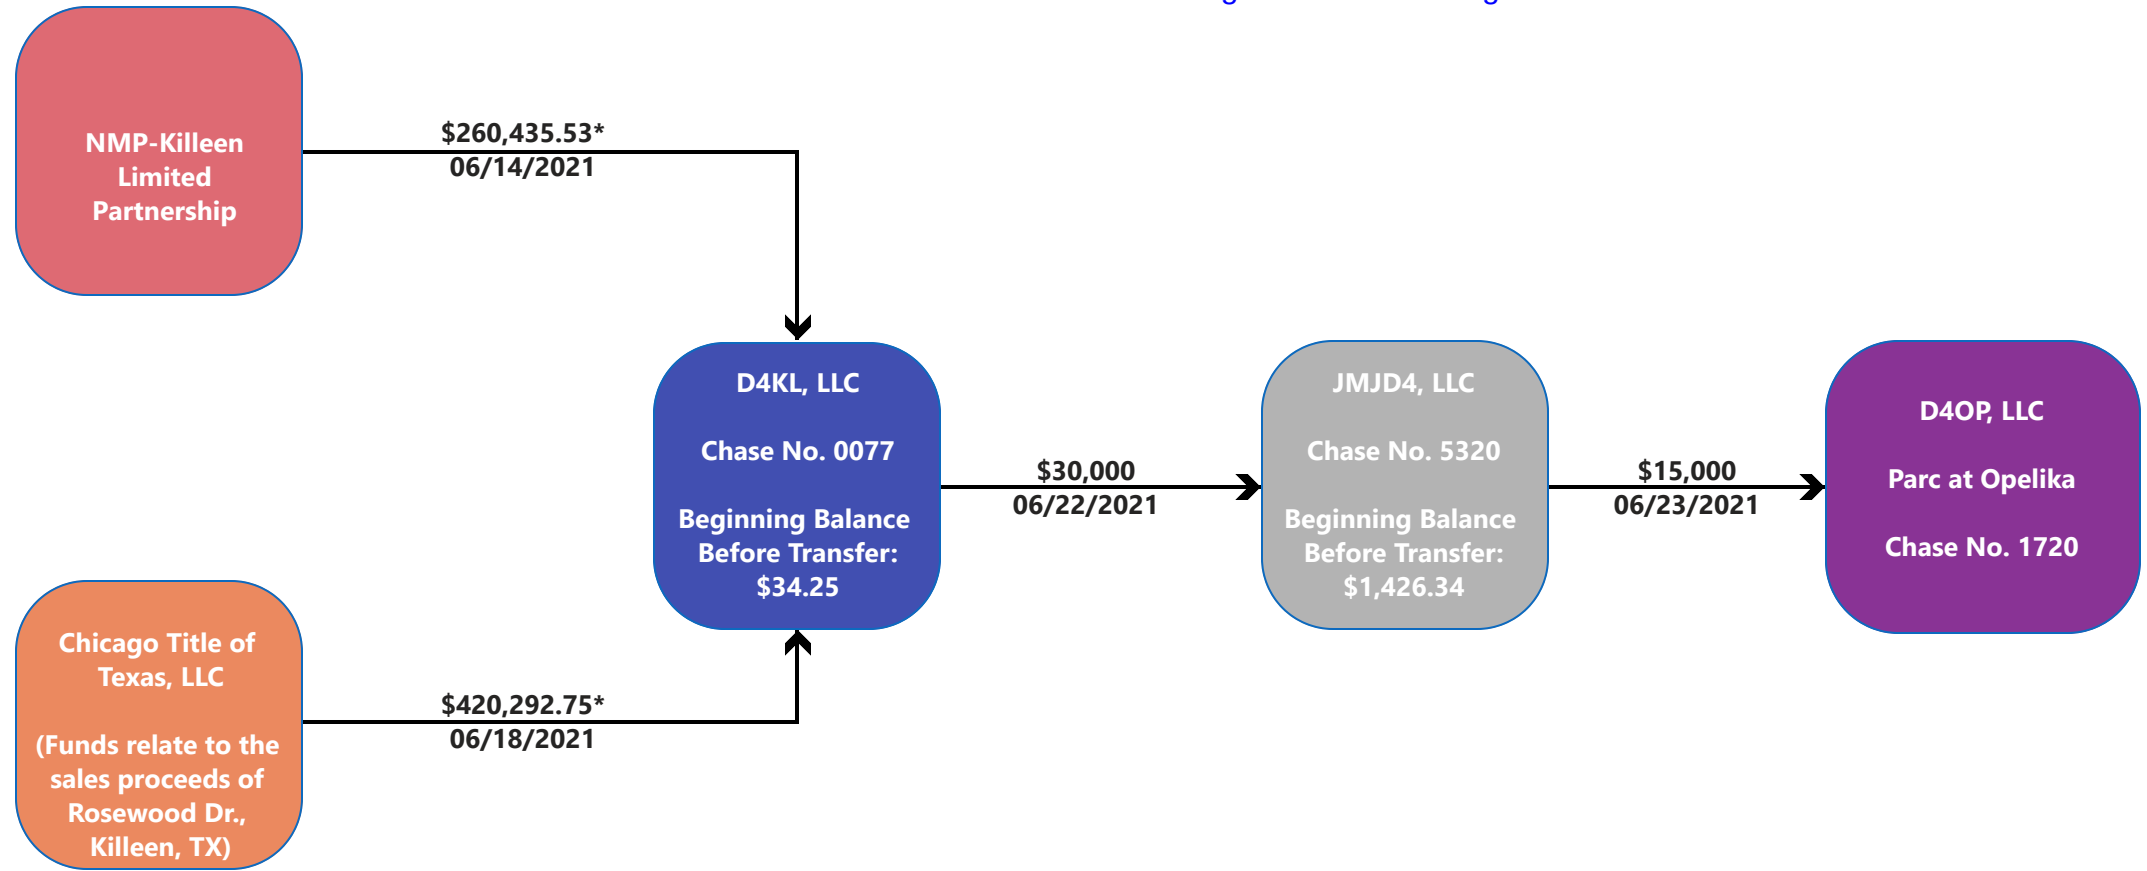 NMP-Killeen
Limited
Partnership
$260,435.53*
06/14/2021
D4KL, LLC
Chase No. 0077
Beginning Balance
Before Transfer:
$34.25
$30,000
06/22/2021
JMJD4, LLC
Chase No. 5320
Beginning Balance
Before Transfer:
$1,426.34
$15,000
06/23/2021
D4OP, LLC
Parc at Opelika
Chase No. 1720
Chicago Title of
Texas, LLC
(Funds relate to the
sales proceeds of
Rosewood Dr.,
Killeen, TX)
$420,292.75*
06/18/2021